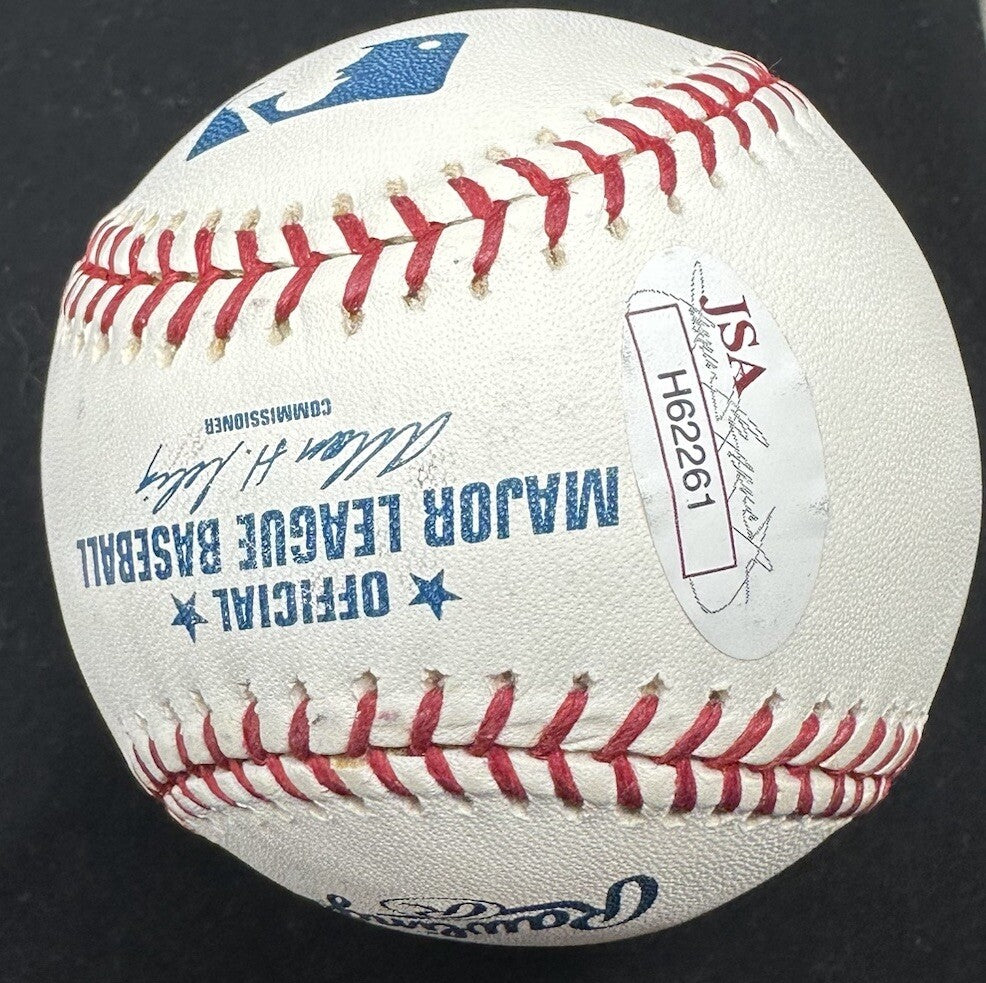 OFFICIAL
MAJOR LEAGUE BASEBALL
Allan H. Selig
COMMISSIONER
JSA
H62261
Rawlings